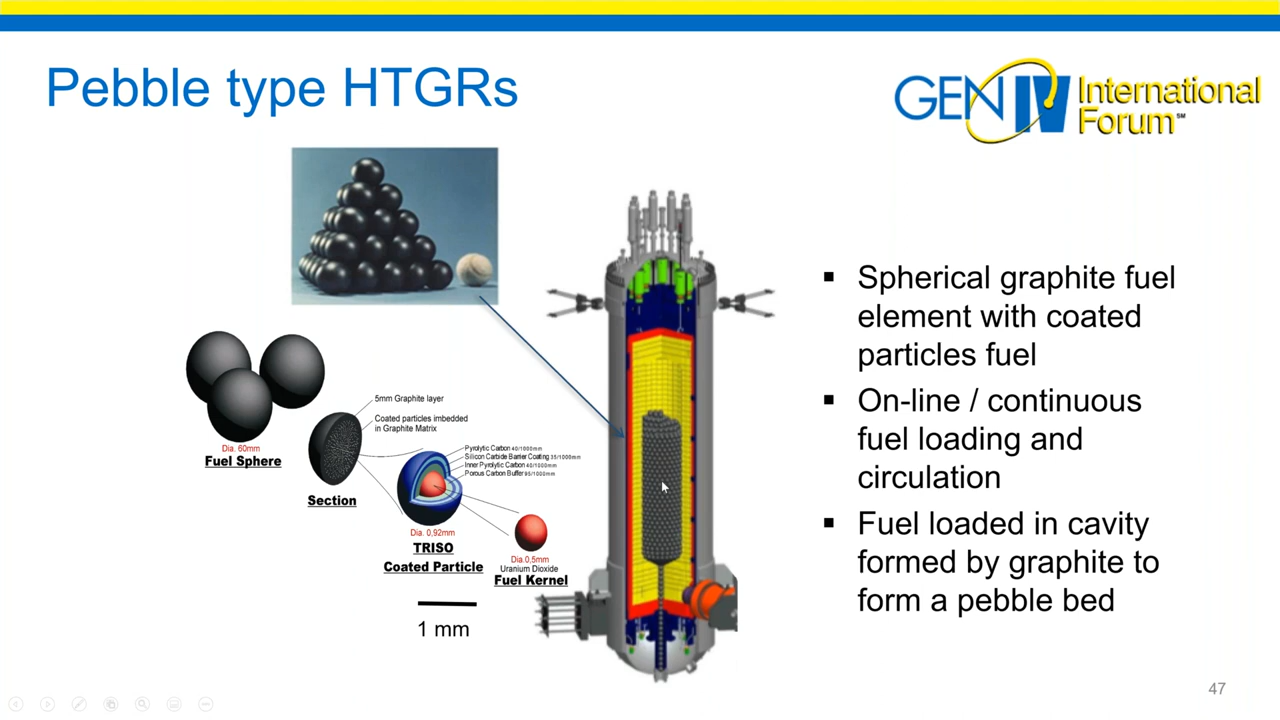 Pebble type HTGRs
GEN IV International
Forum SM
5mm Graphite layer
Coated particles imbedded
in Graphite Matrix
Dia. 60mm
Fuel Sphere
Section
Pyrolytic Carbon 40/1000mm
Silicon Carbide Barrier Coating 35/1000mm
Inner Pyrolytic Carbon 40/1000mm
Porous Carbon Buffer 95/1000mm
Dia. 0,92mm
TRISO
Coated Particle
Dia.0,5mm
Uranium Dioxide
Fuel Kernel
1 mm
▪ Spherical graphite fuel
element with coated
particles fuel
▪ On-line / continuous
fuel loading and
circulation
▪ Fuel loaded in cavity
formed by graphite to
form a pebble bed
47